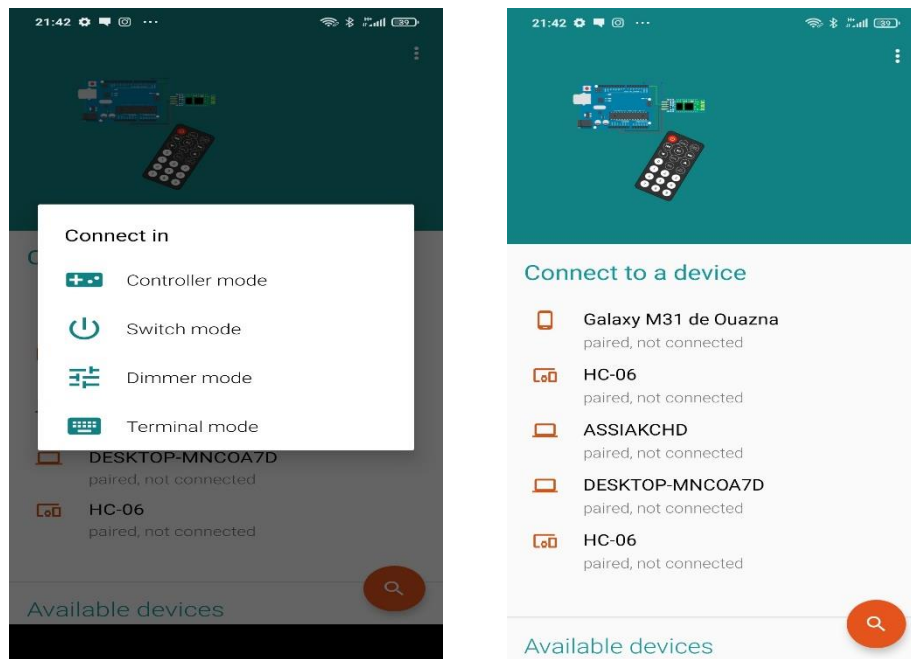 21:42
39
Connect in
Controller mode
Switch mode
Dimmer mode
Terminal mode
DESKTOP-MNCOA7D
paired, not connected
HC-06
paired, not connected
Available devices
21:42
39
Connect to a device
Galaxy M31 de Ouazna
paired, not connected
HC-06
paired, not connected
ASSIAKCHD
paired, not connected
DESKTOP-MNCOA7D
paired, not connected
HC-06
paired, not connected
Available devices